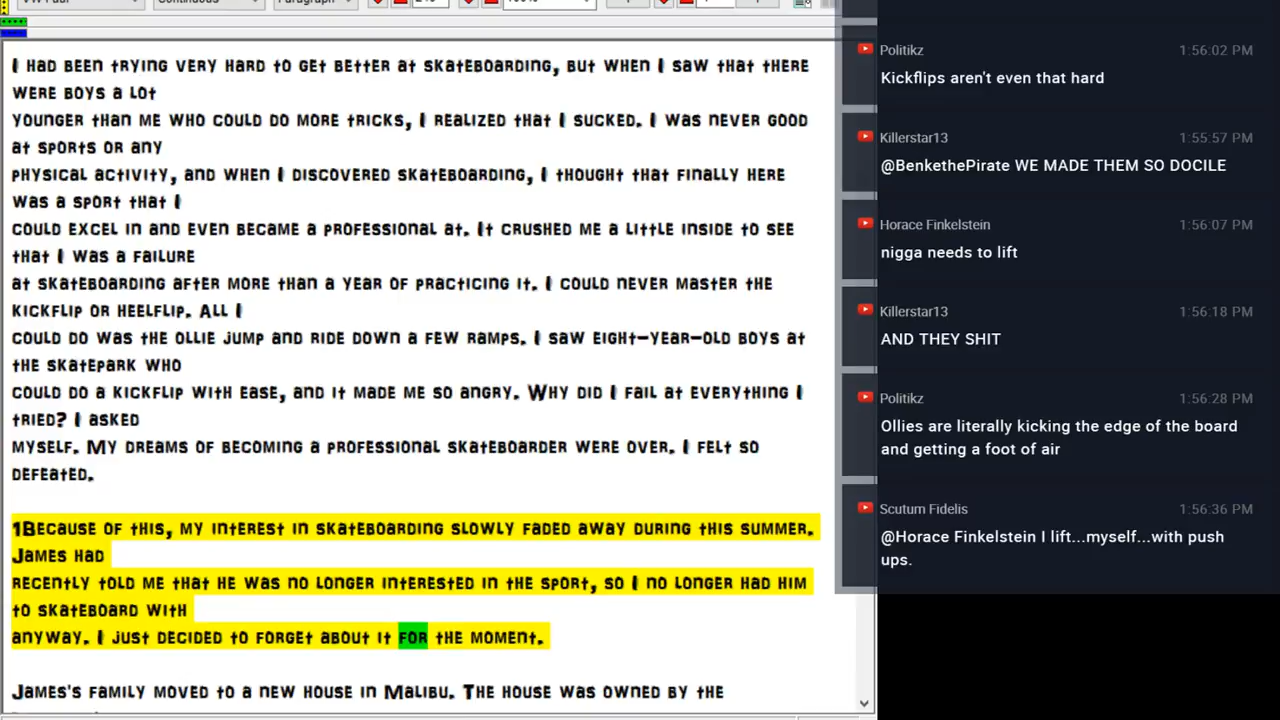 VW Paul
Continuous
Paragraph
I HAD BEEN TRYING VERY HARD TO GET BETTER AT SKATEBOARDING, BUT WHEN I SAW THAT THERE
WERE BOYS A LOT
YOUNGER THAN ME WHO COULD DO MORE TRICKS, I REALIZED THAT I SUCKED. I WAS NEVER GOOD
AT SPORTS OR ANY
PHYSICAL ACTIVITY, AND WHEN I DISCOVERED SKATEBOARDING, I THOUGHT THAT FINALLY HERE
WAS A SPORT THAT I
COULD EXCEL IN AND EVEN BECAME A PROFESSIONAL AT. IT CRUSHED ME A LITTLE INSIDE TO SEE
THAT I WAS A FAILURE
AT SKATEBOARDING AFTER MORE THAN A YEAR OF PRACTICING IT. I COULD NEVER MASTER THE
KICKFLIP OR HEELFLIP. ALL I
COULD DO WAS THE OLLIE JUMP AND RIDE DOWN A FEW RAMPS. I SAW EIGHT-YEAR-OLD BOYS AT
THE SKATEPARK WHO
COULD DO A KICKFLIP WITH EASE, AND IT MADE ME SO ANGRY. WHY DID I FAIL AT EVERYTHING I
TRIED? I ASKED
MYSELF. MY DREAMS OF BECOMING A PROFESSIONAL SKATEBOARDER WERE OVER. I FELT SO
DEFEATED.
1BECAUSE OF THIS, MY INTEREST IN SKATEBOARDING SLOWLY FADED AWAY DURING THIS SUMMER.
JAMES HAD
RECENTLY TOLD ME THAT HE WAS NO LONGER INTERESTED IN THE SPORT, SO I NO LONGER HAD HIM
TO SKATEBOARD WITH
ANYWAY. I JUST DECIDED TO FORGET ABOUT IT FOR THE MOMENT.
JAMES'S FAMILY MOVED TO A NEW HOUSE IN MALIBU. THE HOUSE WAS OWNED BY THE
Politikz 1:56:02 PM
Kickflips aren't even that hard
Killerstar13 1:55:57 PM
@BenkethePirate WE MADE THEM SO DOCILE
Horace Finkelstein 1:56:07 PM
nigga needs to lift
Killerstar13 1:56:18 PM
AND THEY SHIT
Politikz 1:56:28 PM
Ollies are literally kicking the edge of the board
and getting a foot of air
Scutum Fidelis 1:56:36 PM
@Horace Finkelstein I lift...myself...with push
ups.